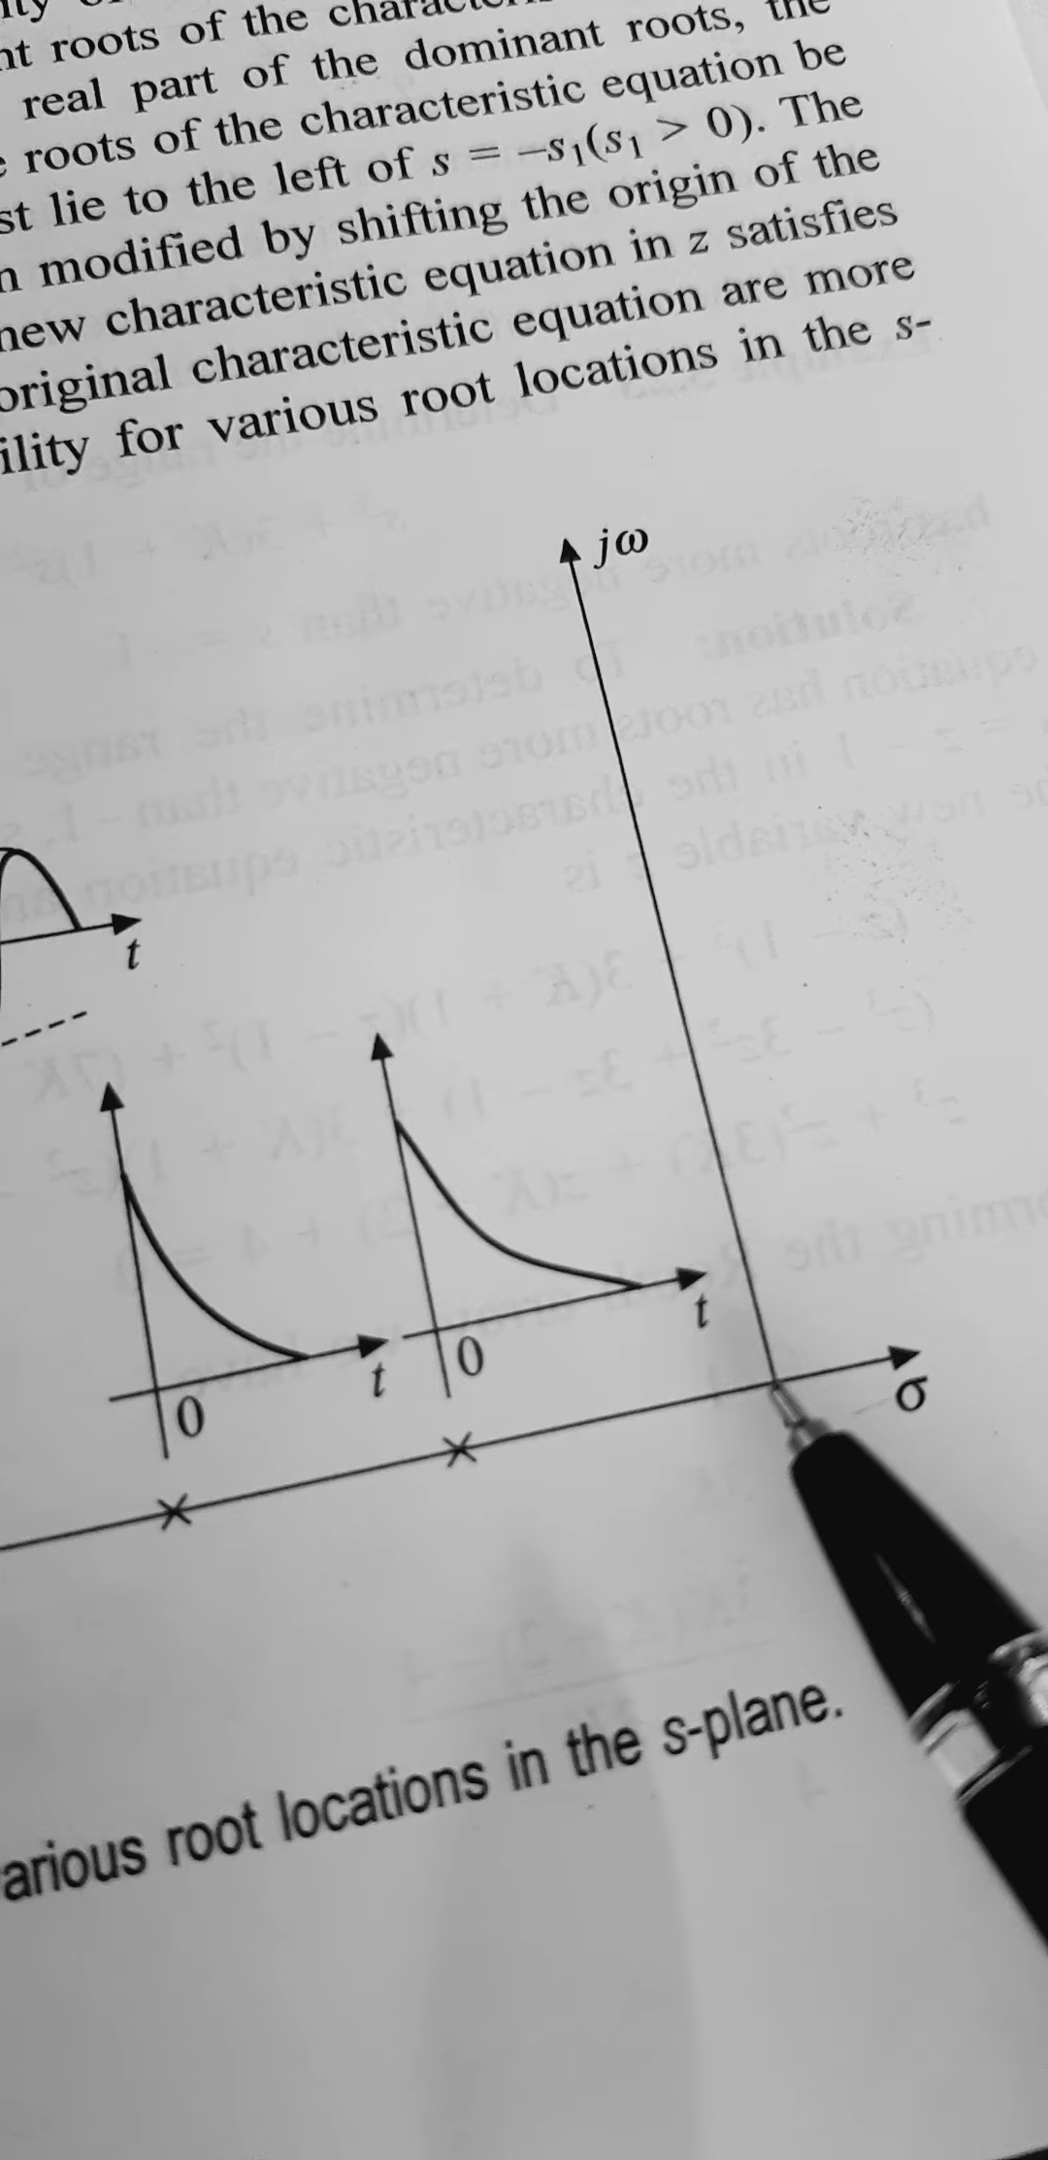 nt roots of the
real part of the dominant roots, the
roots of the characteristic equation be
st lie to the left of s = –s₁(s₁ > 0). The
n modified by shifting the origin of the
new characteristic equation in z satisfies
original characteristic equation are more
ility for various root locations in the s-
jω
t
t
t
0
0
σ
arious root locations in the s-plane.